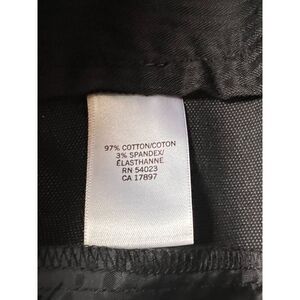 97% COTTON/COTON
3% SPANDEX/
ÉLASTHANNE
RN 54023
CA 17897